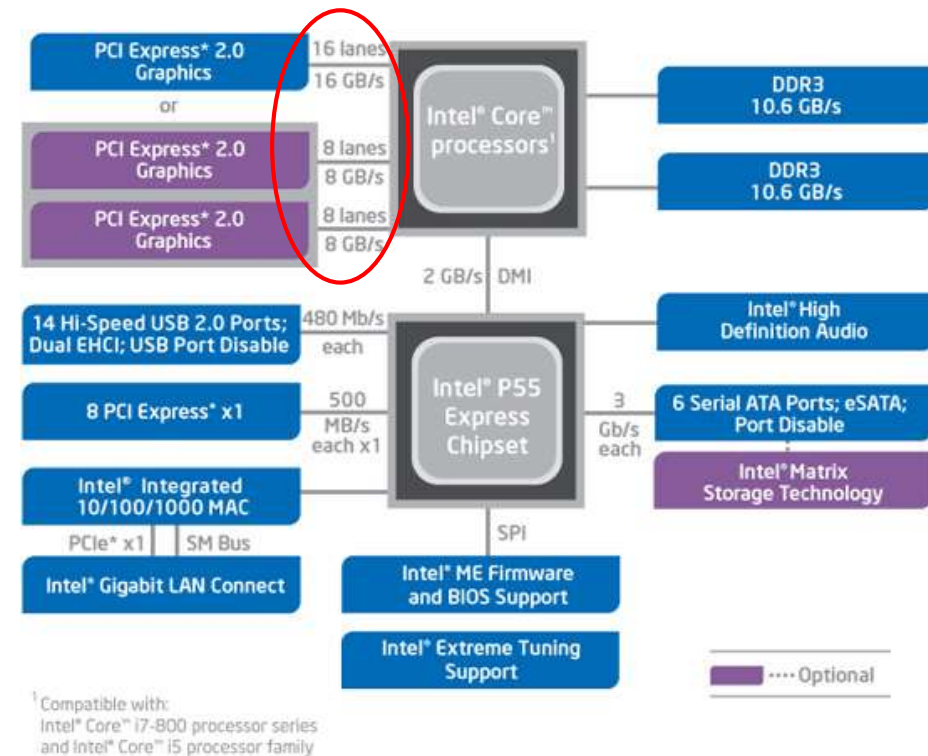 PCI Express* 2.0
Graphics
16 lanes
16 GB/s
or
PCI Express* 2.0
Graphics
8 lanes
8 GB/s
PCI Express* 2.0
Graphics
8 lanes
8 GB/s
Intel® Core™
processors¹
DDR3
10.6 GB/s
DDR3
10.6 GB/s
2 GB/s DMI
14 Hi-Speed USB 2.0 Ports;
Dual EHCI; USB Port Disable
480 Mb/s
each
8 PCI Express* x1
500
MB/s
each x1
Intel® Integrated
10/100/1000 MAC
PCIe* x1 SM Bus
Intel® Gigabit LAN Connect
Intel® P55
Express
Chipset
Intel® High
Definition Audio
3
Gb/s
each
6 Serial ATA Ports; eSATA;
Port Disable
Intel® Matrix
Storage Technology
SPI
Intel® ME Firmware
and BIOS Support
Intel® Extreme Tuning
Support
Optional
¹ Compatible with:
Intel® Core™ i7-800 processor series
and Intel® Core™ i5 processor family